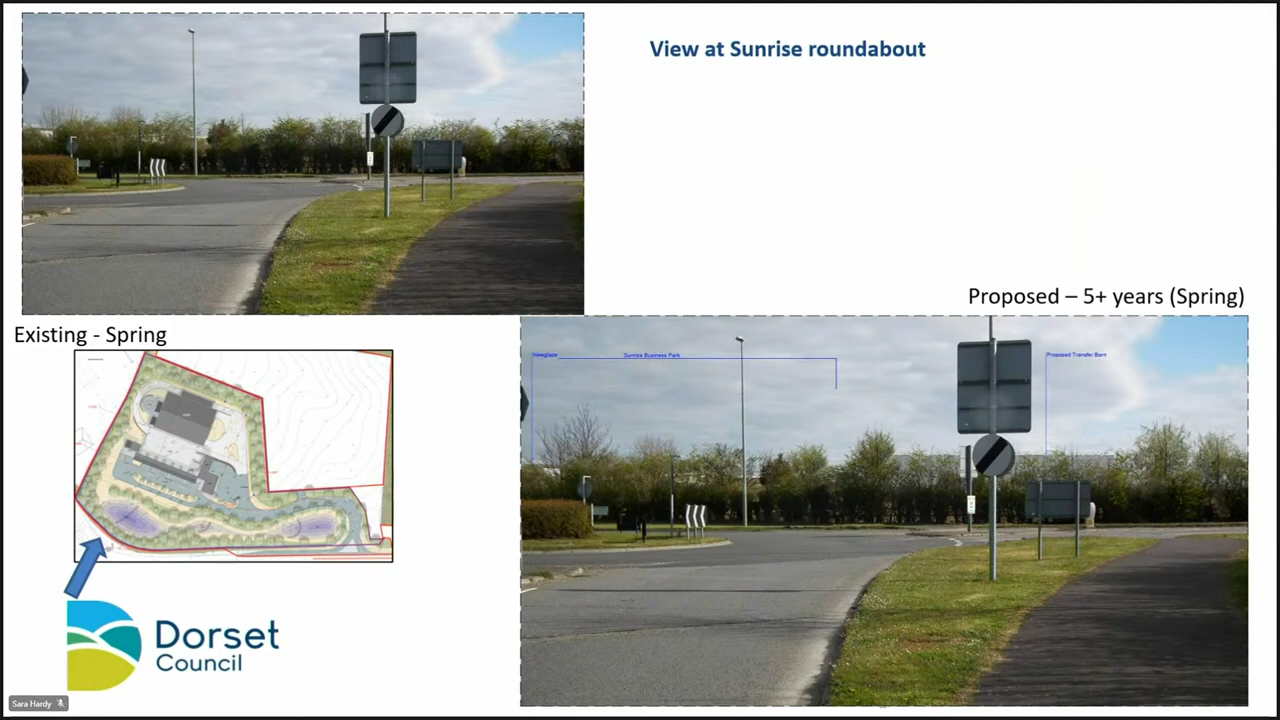 View at Sunrise roundabout
Proposed – 5+ years (Spring)
Existing - Spring
Newglaze
Sunrise Business Park
Proposed Transfer Barn
Dorset
Council
Sara Hardy